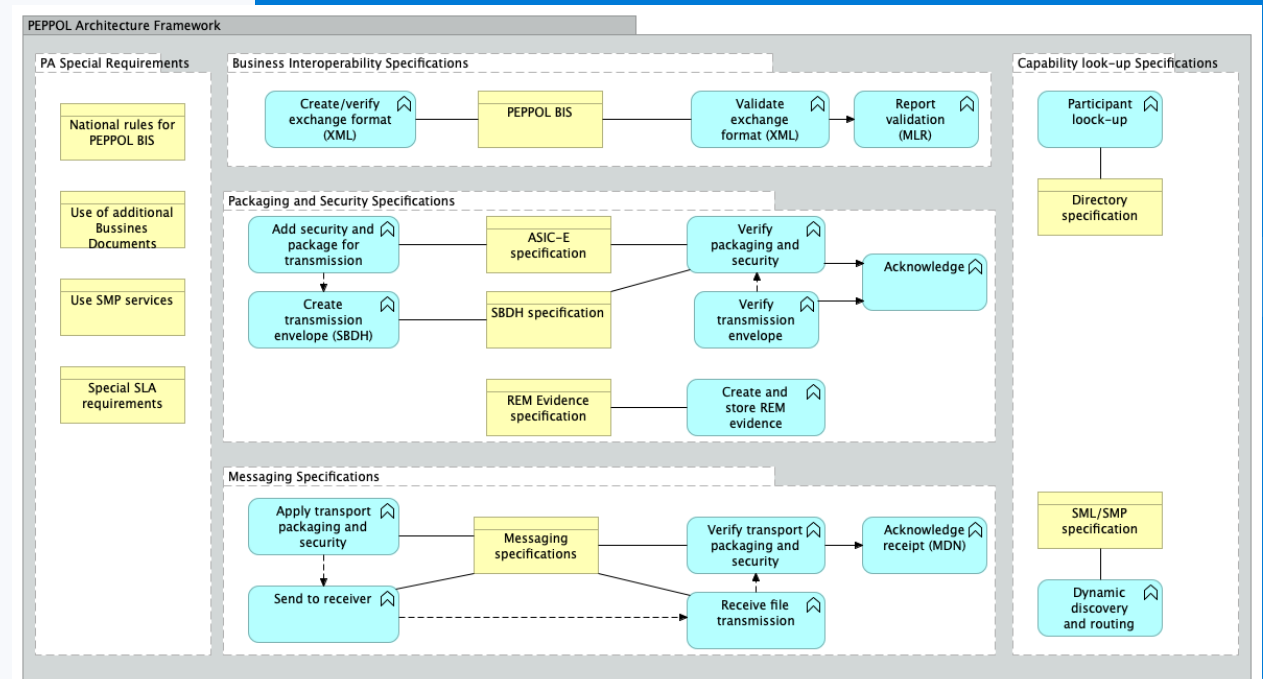 PEPPOL Architecture Framework
PA Special Requirements
National rules for
PEPPOL BIS
Use of additional
Bussines
Documents
Use SMP services
Special SLA
requirements
Business Interoperability Specifications
Create/verify
exchange format
(XML)
PEPPOL BIS
Validate
exchange
format (XML)
Report
validation
(MLR)
Packaging and Security Specifications
Add security and
package for
transmission
ASIC-E
specification
Verify
packaging and
security
Acknowledge
Create
transmission
envelope (SBDH)
SBDH specification
Verify
transmission
envelope
REM Evidence
specification
Create and
store REM
evidence
Messaging Specifications
Apply transport
packaging and
security
Messaging
specifications
Verify transport
packaging and
security
Acknowledge
receipt (MDN)
Send to receiver
Receive file
transmission
Capability look-up Specifications
Participant
loock-up
Directory
specification
SML/SMP
specification
Dynamic
discovery
and routing